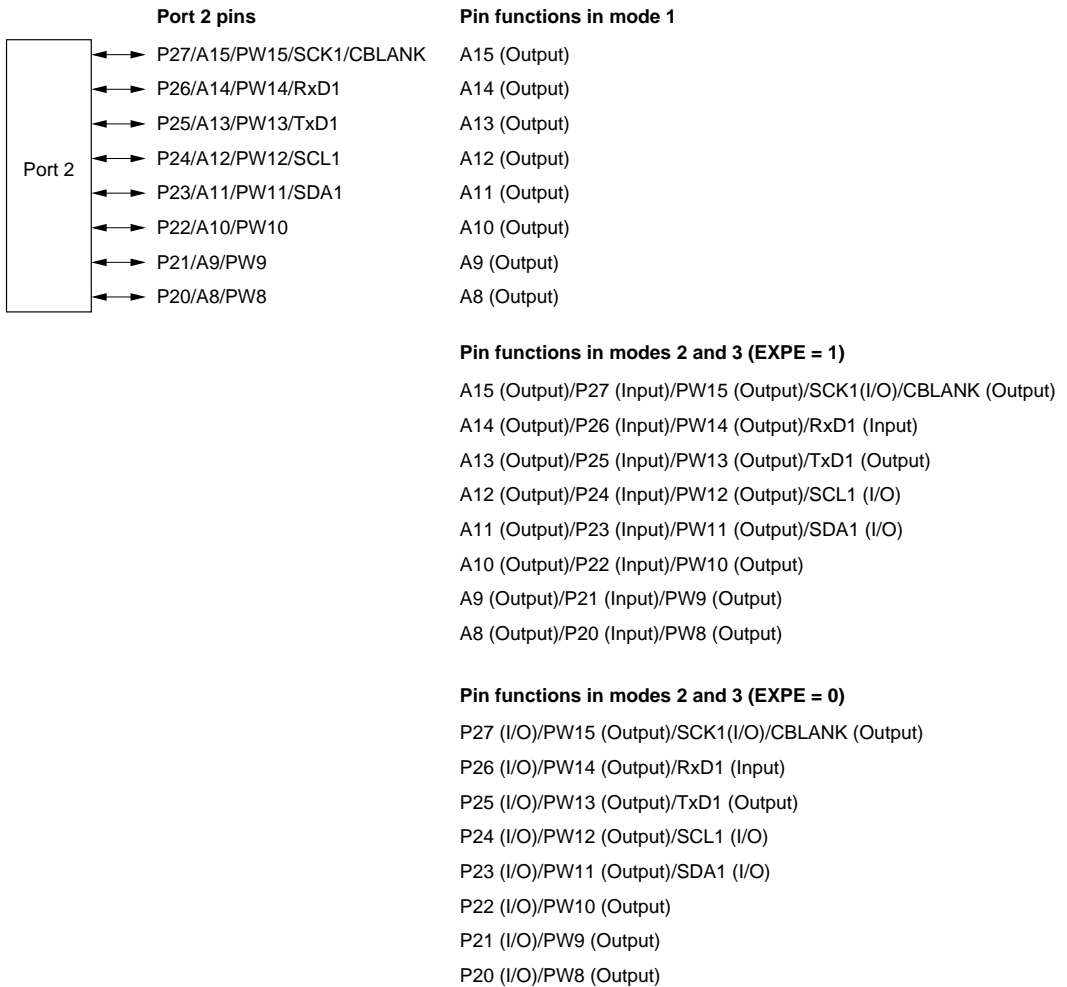 Port 2 pins Pin functions in mode 1
P27/A15/PW15/SCK1/CBLANK A15 (Output)
P26/A14/PW14/RxD1 A14 (Output)
P25/A13/PW13/TxD1 A13 (Output)
P24/A12/PW12/SCL1 A12 (Output)
Port 2
P23/A11/PW11/SDA1 A11 (Output)
P22/A10/PW10 A10 (Output)
P21/A9/PW9 A9 (Output)
P20/A8/PW8 A8 (Output)
Pin functions in modes 2 and 3 (EXPE = 1)
A15 (Output)/P27 (Input)/PW15 (Output)/SCK1(I/O)/CBLANK (Output)
A14 (Output)/P26 (Input)/PW14 (Output)/RxD1 (Input)
A13 (Output)/P25 (Input)/PW13 (Output)/TxD1 (Output)
A12 (Output)/P24 (Input)/PW12 (Output)/SCL1 (I/O)
A11 (Output)/P23 (Input)/PW11 (Output)/SDA1 (I/O)
A10 (Output)/P22 (Input)/PW10 (Output)
A9 (Output)/P21 (Input)/PW9 (Output)
A8 (Output)/P20 (Input)/PW8 (Output)
Pin functions in modes 2 and 3 (EXPE = 0)
P27 (I/O)/PW15 (Output)/SCK1(I/O)/CBLANK (Output)
P26 (I/O)/PW14 (Output)/RxD1 (Input)
P25 (I/O)/PW13 (Output)/TxD1 (Output)
P24 (I/O)/PW12 (Output)/SCL1 (I/O)
P23 (I/O)/PW11 (Output)/SDA1 (I/O)
P22 (I/O)/PW10 (Output)
P21 (I/O)/PW9 (Output)
P20 (I/O)/PW8 (Output)